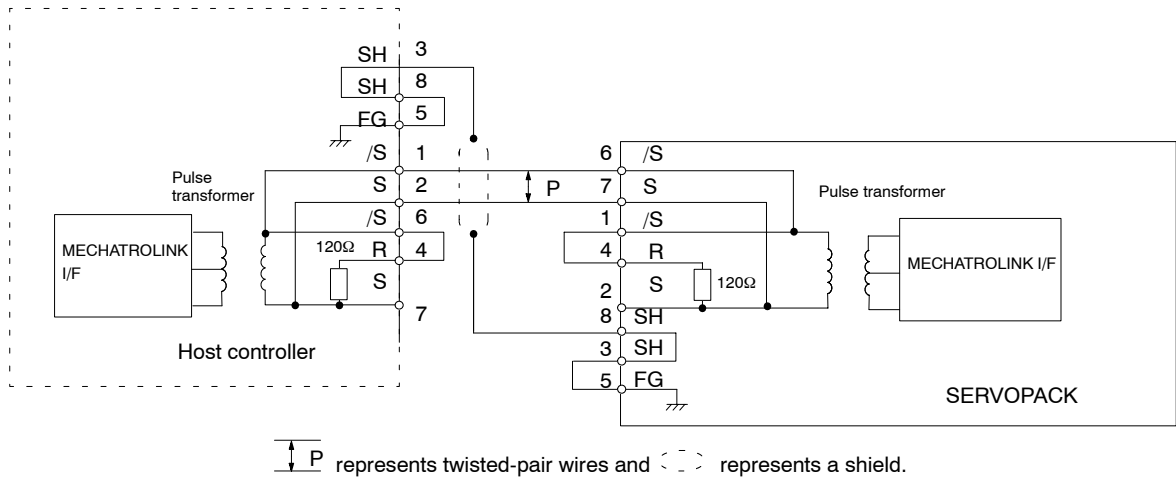 SH 3
SH 8
FG 5
/S 1
S 2
/S 6
R 4
S 7
120Ω
Pulse
transformer
MECHATROLINK
I/F
Host controller
P
6 /S
7 S
1 /S
4 R
2 S
8 SH
3 SH
5 FG
120Ω
Pulse transformer
MECHATROLINK I/F
SERVOPACK
P represents twisted-pair wires and represents a shield.